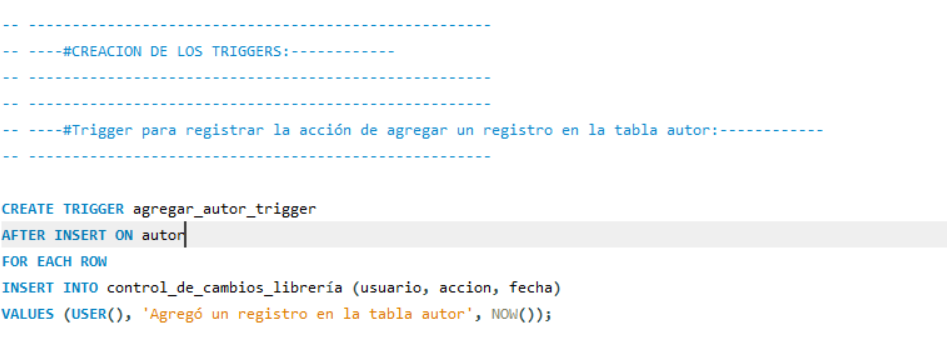 -- -----------------------------------------------------
-- ----#CREACION DE LOS TRIGGERS:------------
-- -----------------------------------------------------
-- -----------------------------------------------------
-- ----#Trigger para registrar la acción de agregar un registro en la tabla autor:------------
-- -----------------------------------------------------
CREATE TRIGGER agregar_autor_trigger
AFTER INSERT ON autor
FOR EACH ROW
INSERT INTO control_de_cambios_librería (usuario, accion, fecha)
VALUES (USER(), 'Agregó un registro en la tabla autor', NOW());